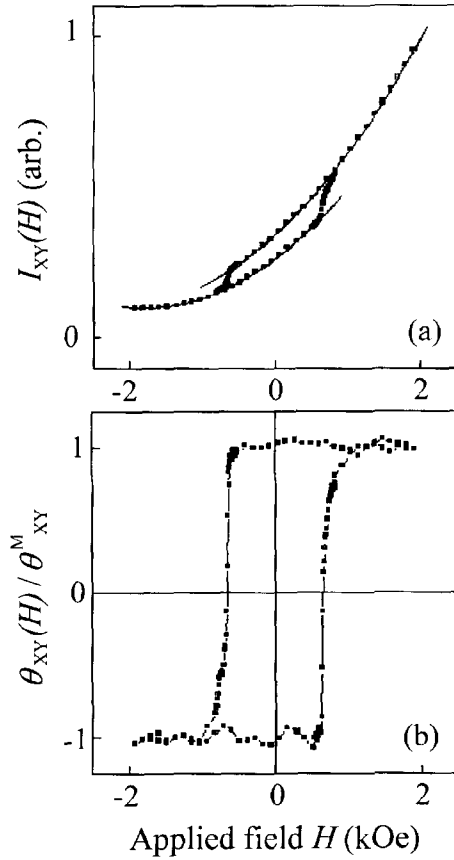 1
I_XY(H) (arb.)
0
(a)
-2 0 2
1
θ_XY(H) / θ^M_XY
0
-1
(b)
-2 0 2
Applied field H (kOe)